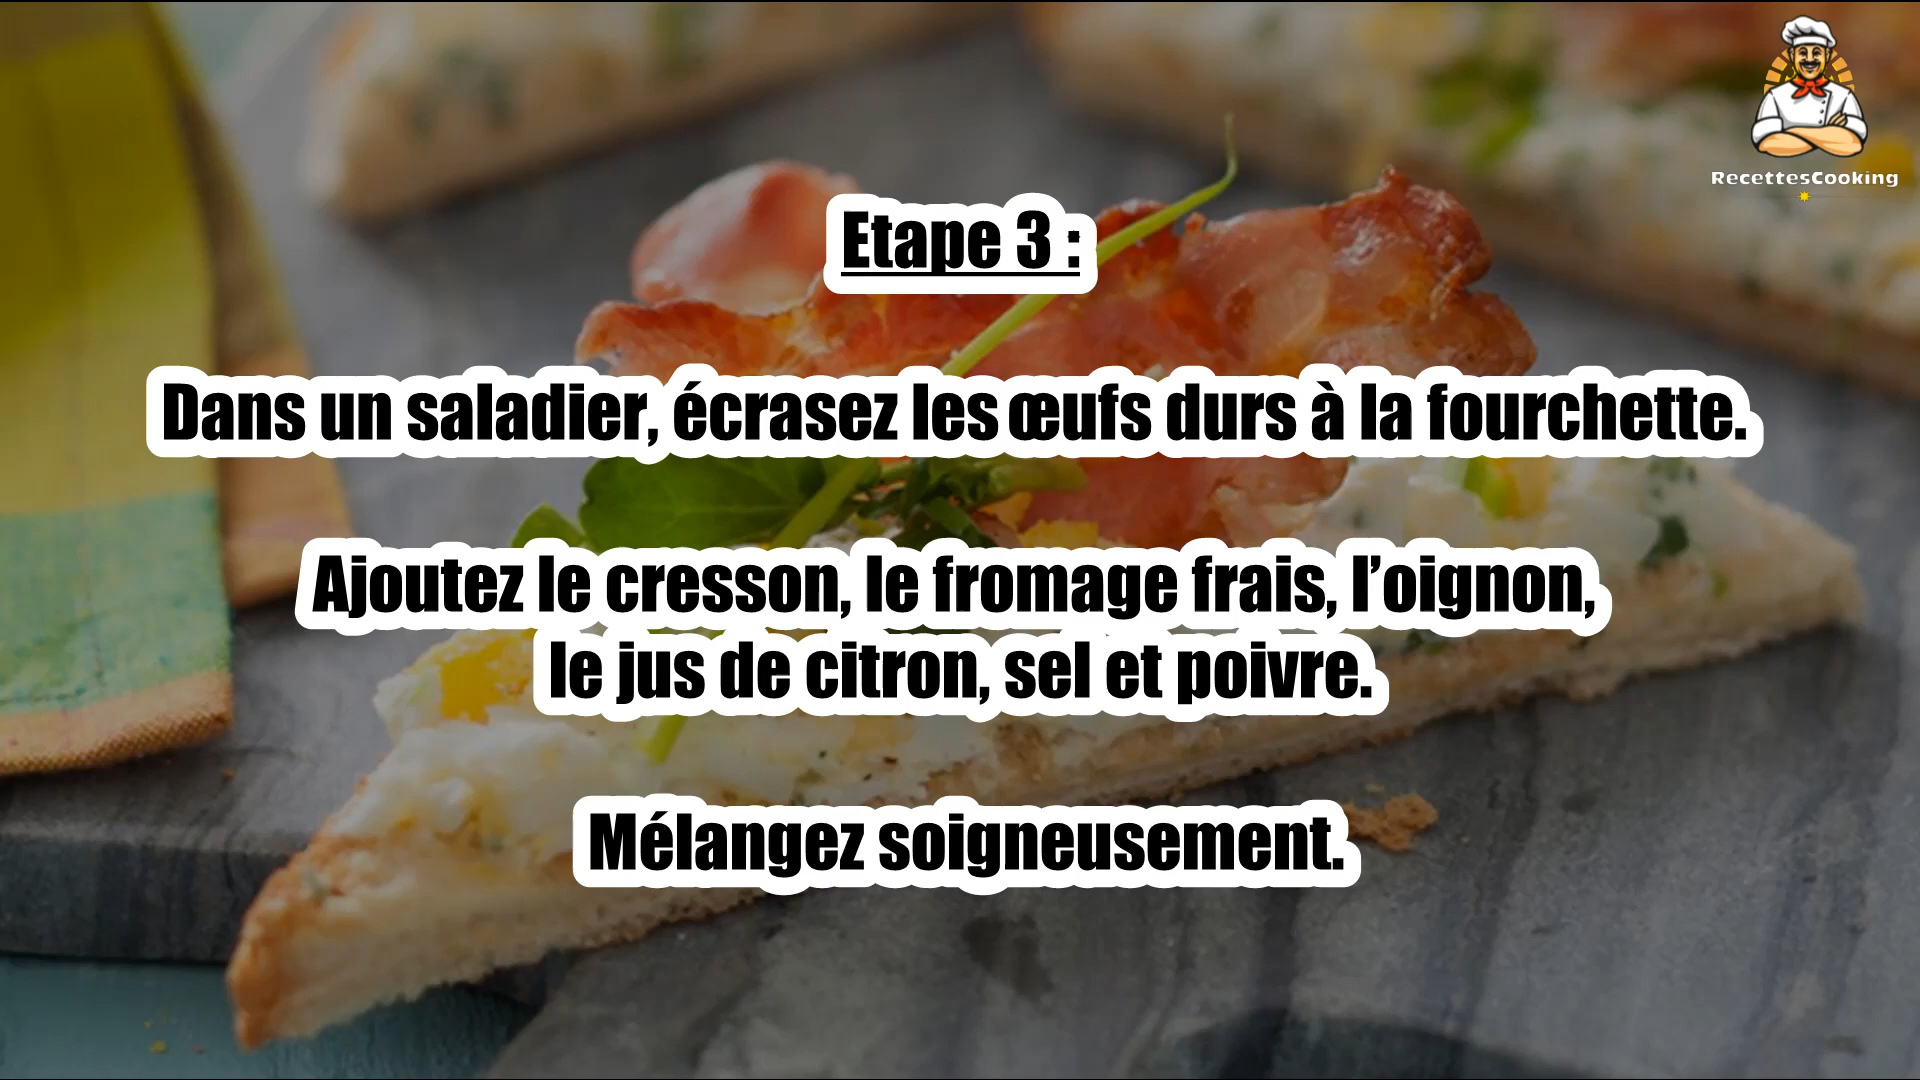 RecettesCooking
Etape 3 :
Dans un saladier, écrasez les œufs durs à la fourchette.
Ajoutez le cresson, le fromage frais, l’oignon,
le jus de citron, sel et poivre.
Mélangez soigneusement.